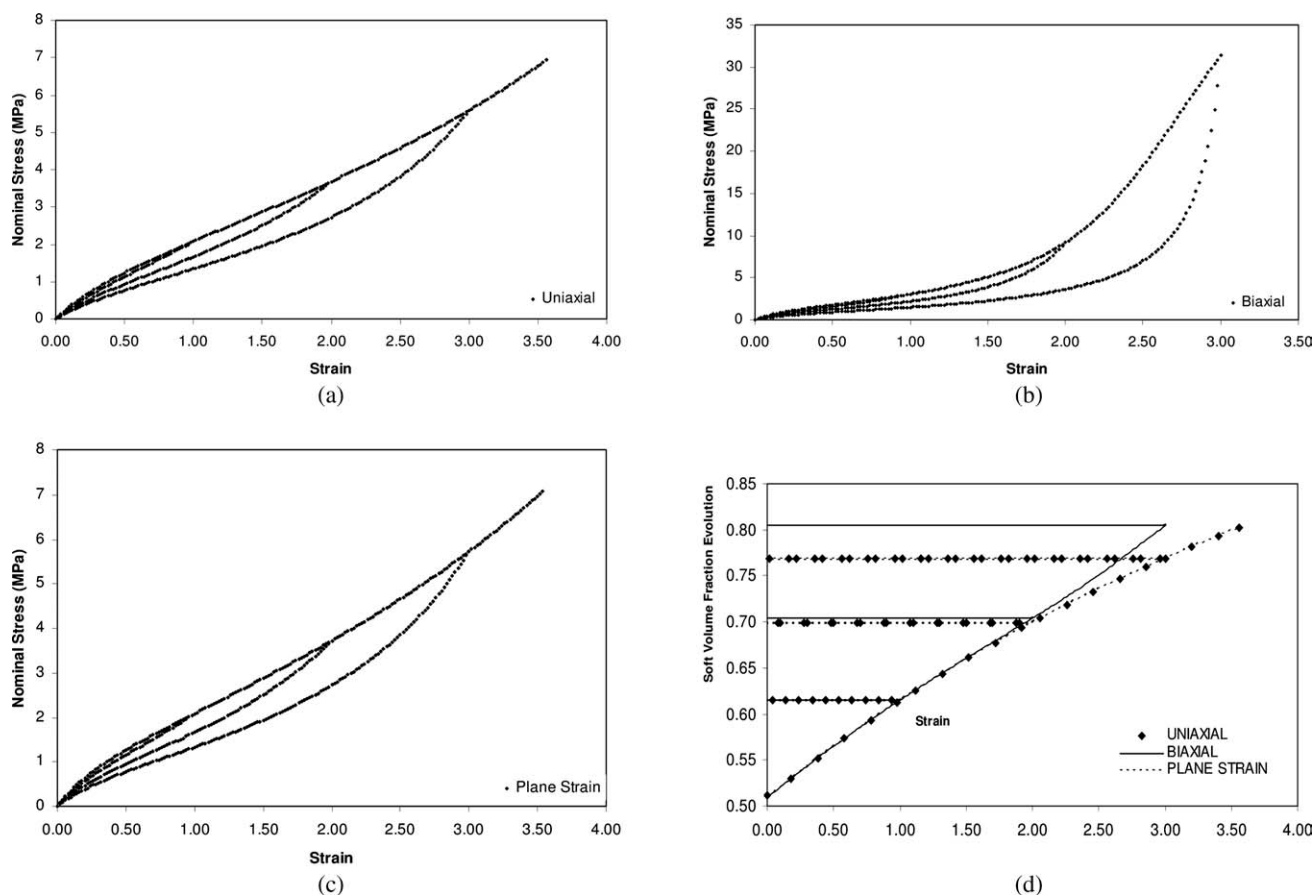 8
7
6
5
4
3
2
1
0
Nominal Stress (MPa)
Uniaxial
0.00 0.50 1.00 1.50 2.00 2.50 3.00 3.50 4.00
Strain
(a)
35
30
25
20
15
10
5
0
Nominal Stress (MPa)
Biaxial
0.00 0.50 1.00 1.50 2.00 2.50 3.00 3.50
Strain
(b)
8
7
6
5
4
3
2
1
0
Nominal Stress (MPa)
Plane Strain
0.00 0.50 1.00 1.50 2.00 2.50 3.00 3.50 4.00
Strain
(c)
0.85
0.80
0.75
0.70
0.65
0.60
0.55
0.50
Soft Volume Fraction Evolution
Strain
UNIAXIAL
BIAXIAL
PLANE STRAIN
0.00 0.50 1.00 1.50 2.00 2.50 3.00 3.50 4.00
(d)